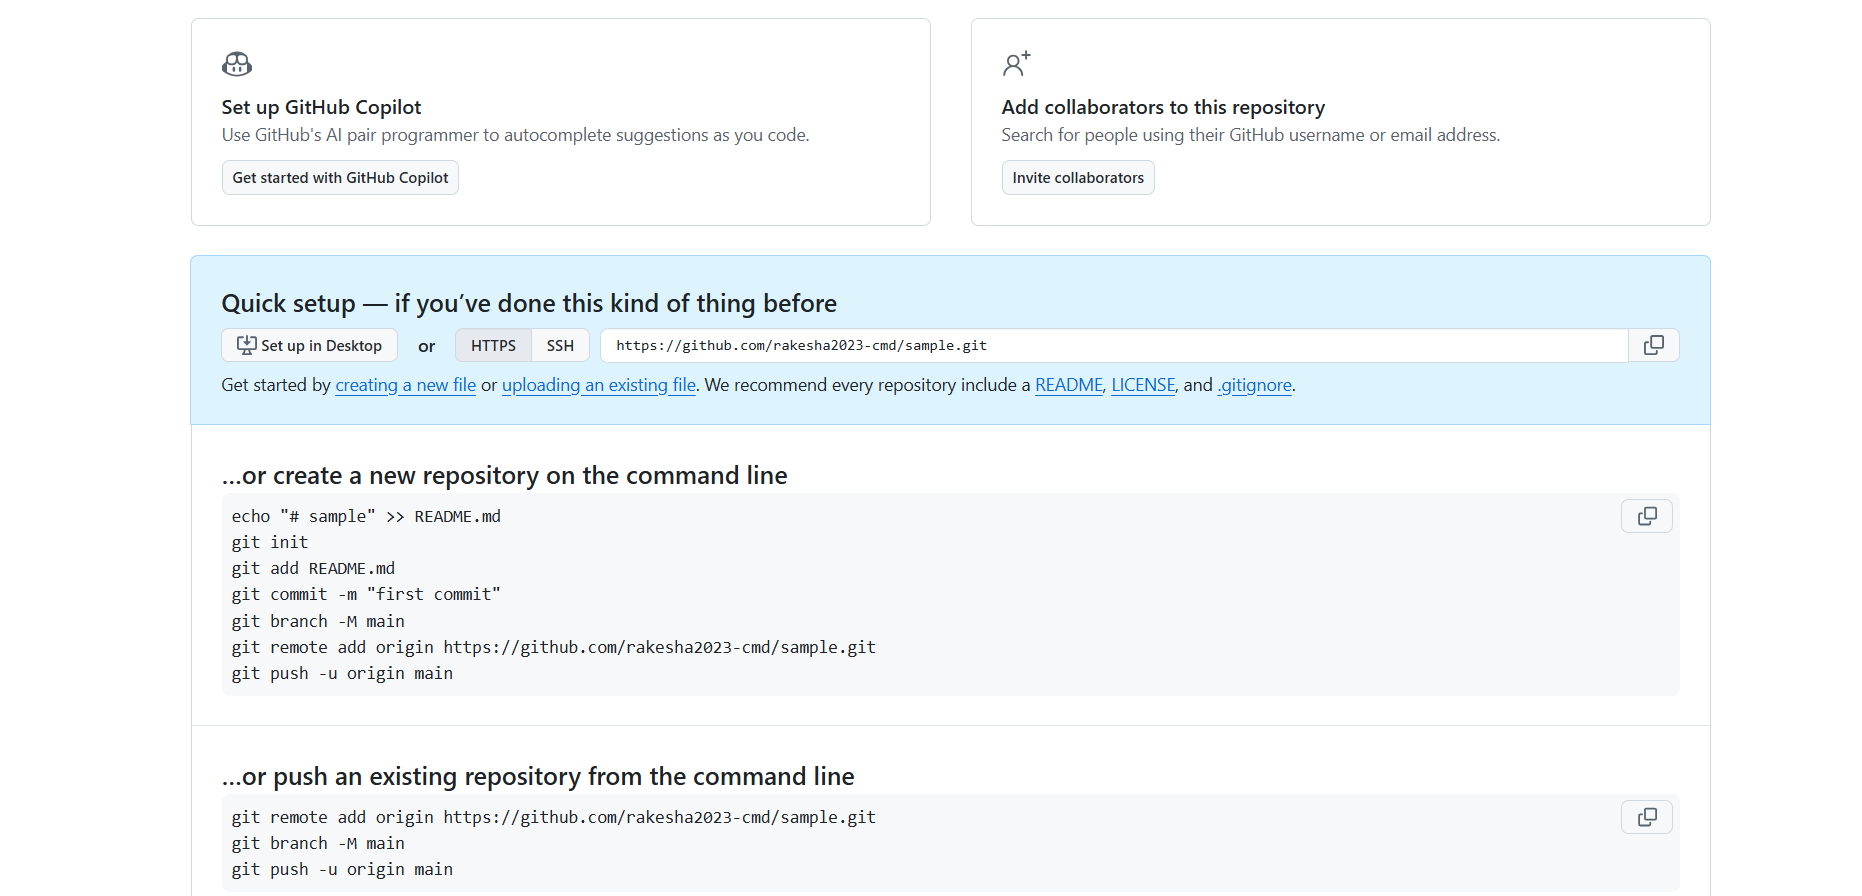 Set up GitHub Copilot
Use GitHub's AI pair programmer to autocomplete suggestions as you code.
Get started with GitHub Copilot
Add collaborators to this repository
Search for people using their GitHub username or email address.
Invite collaborators
Quick setup — if you’ve done this kind of thing before
Set up in Desktop or HTTPS SSH https://github.com/rakesha2023-cmd/sample.git
Get started by creating a new file or uploading an existing file. We recommend every repository include a README, LICENSE, and .gitignore.
…or create a new repository on the command line
echo "# sample" >> README.md
git init
git add README.md
git commit -m "first commit"
git branch -M main
git remote add origin https://github.com/rakesha2023-cmd/sample.git
git push -u origin main
…or push an existing repository from the command line
git remote add origin https://github.com/rakesha2023-cmd/sample.git
git branch -M main
git push -u origin main